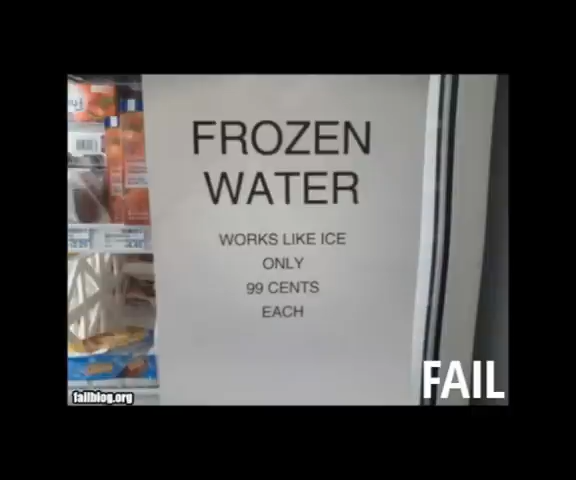 FROZEN
WATER
WORKS LIKE ICE
ONLY
99 CENTS
EACH
FAIL
failblog.org